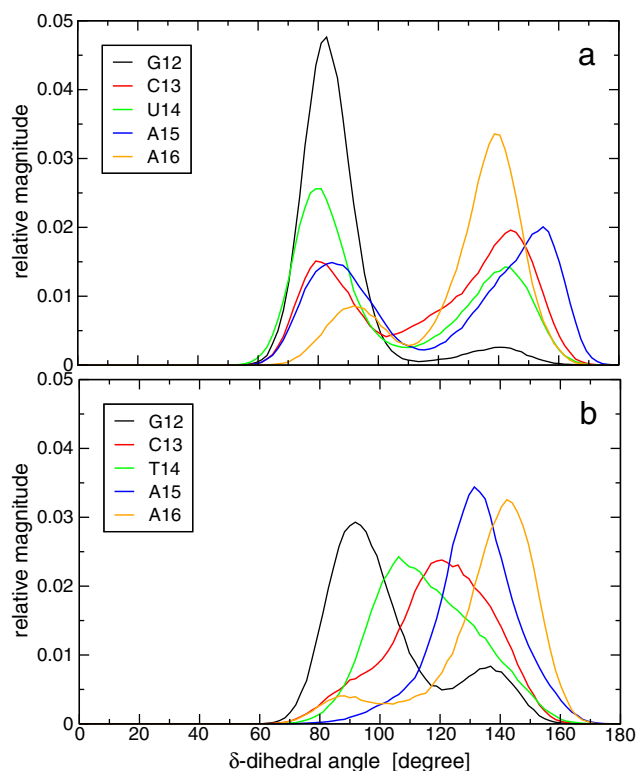 0.05
a
G12
C13
U14
A15
A16
0.04
0.03
0.02
0.01
0
relative magnitude
0.05
b
G12
C13
T14
A15
A16
0.04
0.03
0.02
0.01
0
relative magnitude
0 20 40 60 80 100 120 140 160 180
δ-dihedral angle [degree]